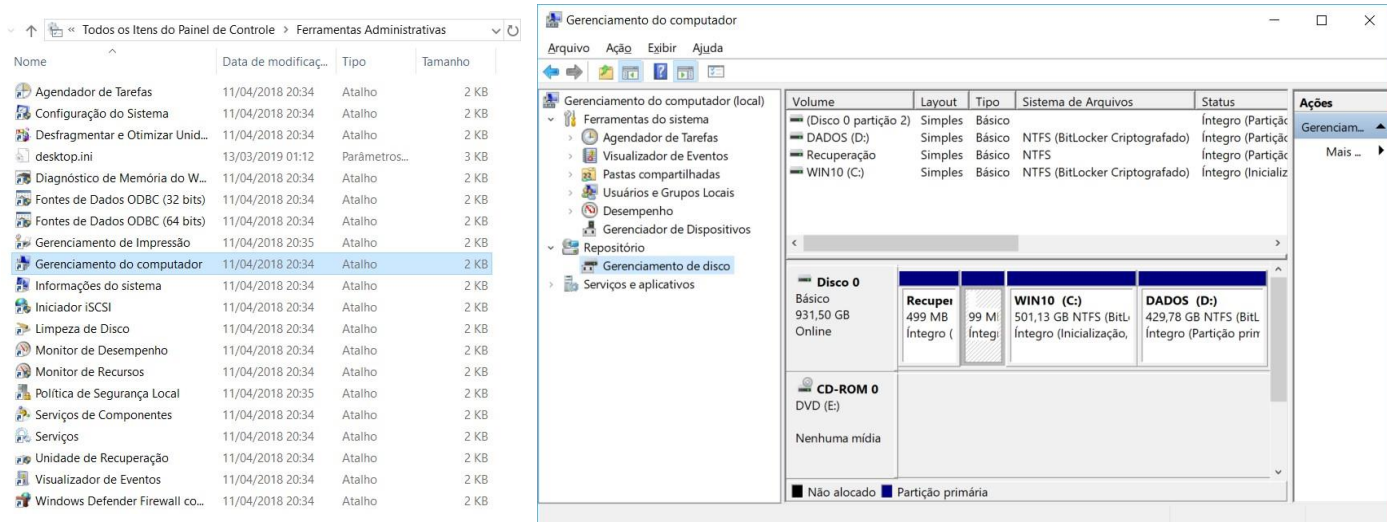 « Todos os Itens do Painel de Controle > Ferramentas Administrativas
Nome Data de modificaç... Tipo Tamanho
Agendador de Tarefas 11/04/2018 20:34 Atalho 2 KB
Configuração do Sistema 11/04/2018 20:34 Atalho 2 KB
Desfragmentar e Otimizar Unid... 11/04/2018 20:34 Atalho 2 KB
desktop.ini 13/03/2019 01:12 Parâmetros... 3 KB
Diagnóstico de Memória do W... 11/04/2018 20:34 Atalho 2 KB
Fontes de Dados ODBC (32 bits) 11/04/2018 20:34 Atalho 2 KB
Fontes de Dados ODBC (64 bits) 11/04/2018 20:34 Atalho 2 KB
Gerenciamento de Impressão 11/04/2018 20:35 Atalho 2 KB
Gerenciamento do computador 11/04/2018 20:34 Atalho 2 KB
Informações do sistema 11/04/2018 20:34 Atalho 2 KB
Iniciador iSCSI 11/04/2018 20:34 Atalho 2 KB
Limpeza de Disco 11/04/2018 20:34 Atalho 2 KB
Monitor de Desempenho 11/04/2018 20:34 Atalho 2 KB
Monitor de Recursos 11/04/2018 20:34 Atalho 2 KB
Política de Segurança Local 11/04/2018 20:35 Atalho 2 KB
Serviços de Componentes 11/04/2018 20:34 Atalho 2 KB
Serviços 11/04/2018 20:34 Atalho 2 KB
Unidade de Recuperação 11/04/2018 20:34 Atalho 2 KB
Visualizador de Eventos 11/04/2018 20:34 Atalho 2 KB
Windows Defender Firewall co... 11/04/2018 20:34 Atalho 2 KB
Gerenciamento do computador
Arquivo Ação Exibir Ajuda
Gerenciamento do computador (local)
Ferramentas do sistema
Agendador de Tarefas
Visualizador de Eventos
Pastas compartilhadas
Usuários e Grupos Locais
Desempenho
Gerenciador de Dispositivos
Repositório
Gerenciamento de disco
Serviços e aplicativos
Volume Layout Tipo Sistema de Arquivos Status
(Disco 0 partição 2) Simples Básico Íntegro (Partiçã
DADOS (D:) Simples Básico NTFS (BitLocker Criptografado) Íntegro (Partiçã
Recuperação Simples Básico NTFS Íntegro (Partiçã
WIN10 (C:) Simples Básico NTFS (BitLocker Criptografado) Íntegro (Inicializ
Disco 0
Básico
931,50 GB
Online
Recuper
499 MB
Íntegro (
99 M
Íntegr
WIN10 (C:)
501,13 GB NTFS (BitL
Íntegro (Inicialização,
DADOS (D:)
429,78 GB NTFS (BitL
Íntegro (Partição prim
CD-ROM 0
DVD (E:)
Nenhuma mídia
Não alocado Partição primária
Ações
Gerenciam...
Mais ...